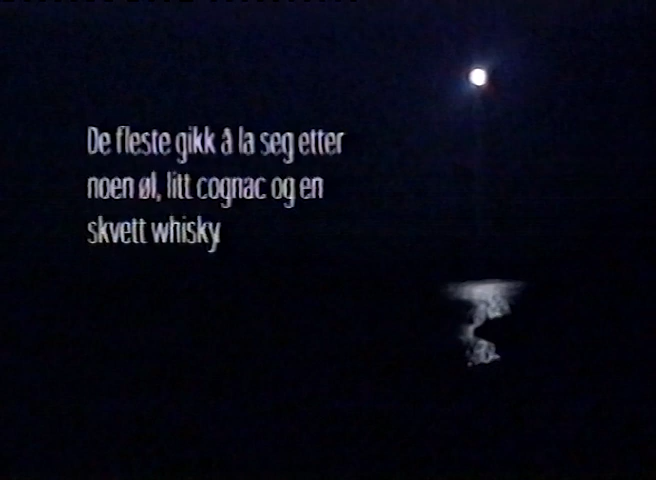 De fleste gikk å la seg etter
noen øl, litt cognac og en
skvett whisky